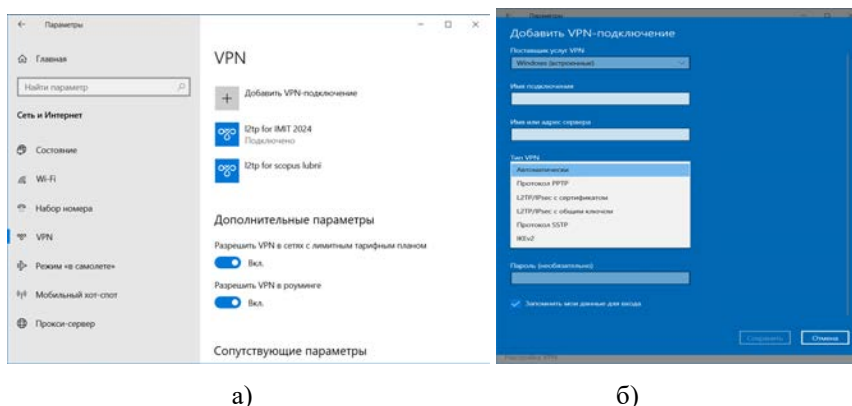 Параметры
Главная
Найти параметр
Сеть и Интернет
Состояние
Wi-Fi
Набор номера
VPN
Режим «в самолете»
Мобильный хот-спот
Прокси-сервер
VPN
Добавить VPN-подключение
l2tp for IMIT 2024
Подключено
l2tp for scopus lubni
Дополнительные параметры
Разрешить VPN в сетях с лимитным тарифным планом
Вкл.
Разрешить VPN в роуминге
Вкл.
Сопутствующие параметры
а)
Параметры
Добавить VPN-подключение
Поставщик услуг VPN
Windows (встроенные)
Имя подключения
Имя или адрес сервера
Тип VPN
Автоматически
Протокол PPTP
L2TP/IPsec с сертификатом
L2TP/IPsec с общим ключом
Протокол SSTP
IKEv2
Пароль (необязательно)
Запомнить мои данные для входа
Сохранить
Отмена
б)